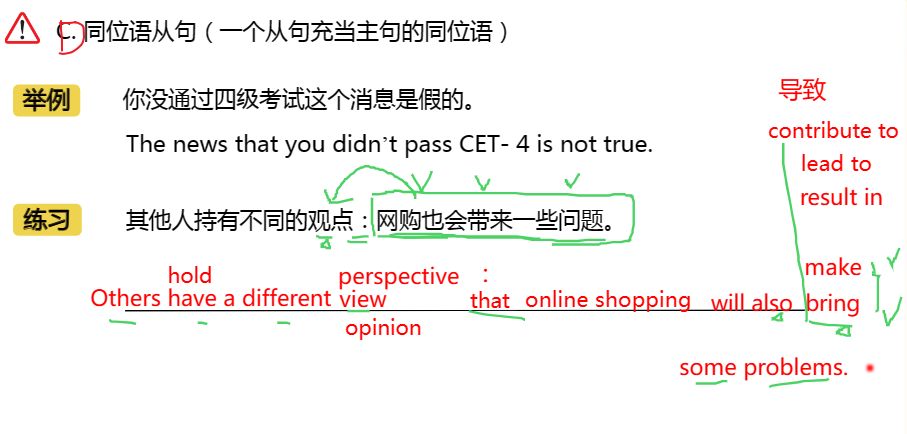 C. 同位语从句（一个从句充当主句的同位语）
D
举例 你没通过四级考试这个消息是假的。
The news that you didn't pass CET- 4 is not true.
导致
contribute to
lead to
result in
练习 其他人持有不同的观点：网购也会带来一些问题。
hold perspective : make
Others have a different view that online shopping will also bring
opinion
some problems.